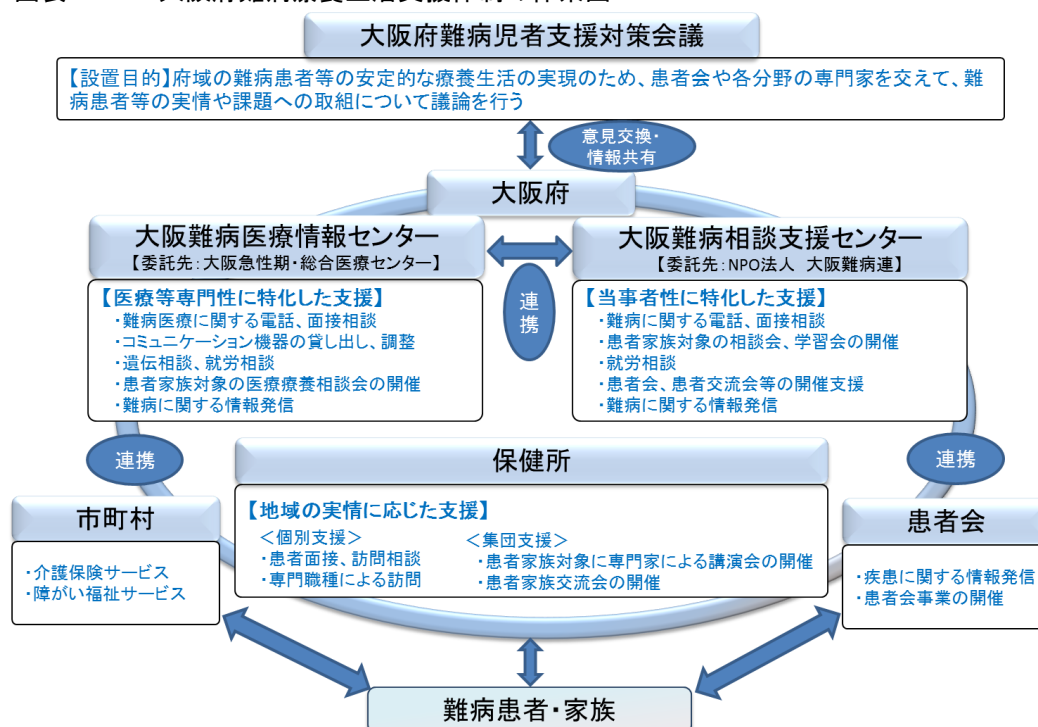 大阪府難病児者支援対策会議
【設置目的】府域の難病患者等の安定的な療養生活の実現のため、患者会や各分野の専門家を交えて、難
病患者等の実情や課題への取組について議論を行う
意見交換・
情報共有
大阪府
大阪難病医療情報センター
【委託先:大阪急性期・総合医療センター】
【医療等専門性に特化した支援】
・難病医療に関する電話、面接相談
・コミュニケーション機器の貸し出し、調整
・遺伝相談、就労相談
・患者家族対象の医療療養相談会の開催
・難病に関する情報発信
連
携
大阪難病相談支援センター
【委託先:NPO法人 大阪難病連】
【当事者性に特化した支援】
・難病に関する電話、面接相談
・患者家族対象の相談会、学習会の開催
・就労相談
・患者会、患者交流会等の開催支援
・難病に関する情報発信
連携
連携
保健所
【地域の実情に応じた支援】
<個別支援>
・患者面接、訪問相談
・専門職種による訪問
<集団支援>
・患者家族対象に専門家による講演会の開催
・患者家族交流会の開催
市町村
・介護保険サービス
・障がい福祉サービス
患者会
・疾患に関する情報発信
・患者会事業の開催
難病患者・家族